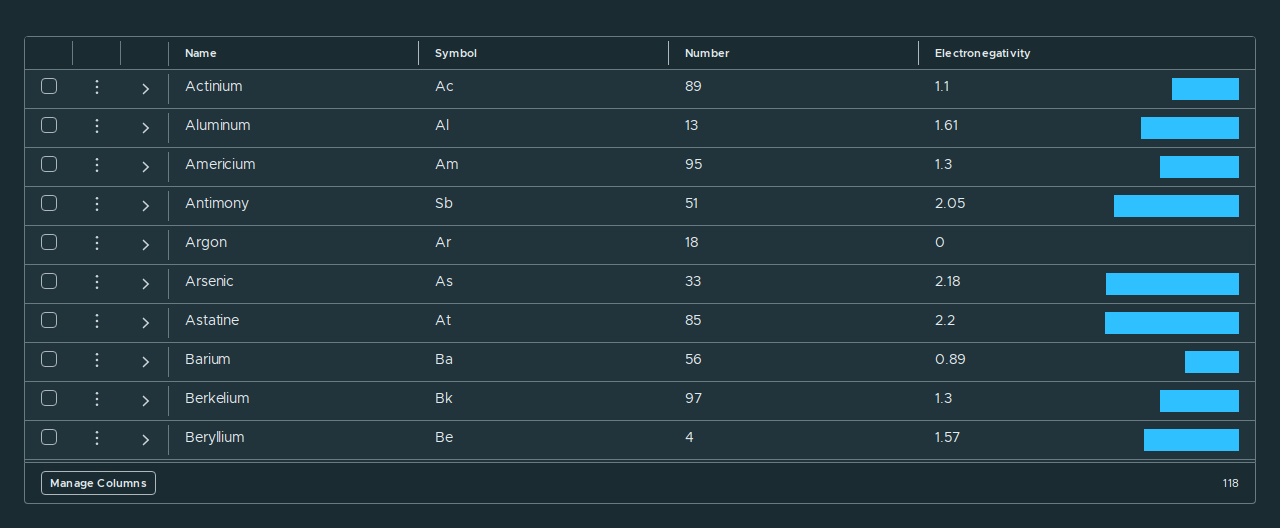 Name Symbol Number Electronegativity
Actinium Ac 89 1.1
Aluminum Al 13 1.61
Americium Am 95 1.3
Antimony Sb 51 2.05
Argon Ar 18 0
Arsenic As 33 2.18
Astatine At 85 2.2
Barium Ba 56 0.89
Berkelium Bk 97 1.3
Beryllium Be 4 1.57
Manage Columns 118